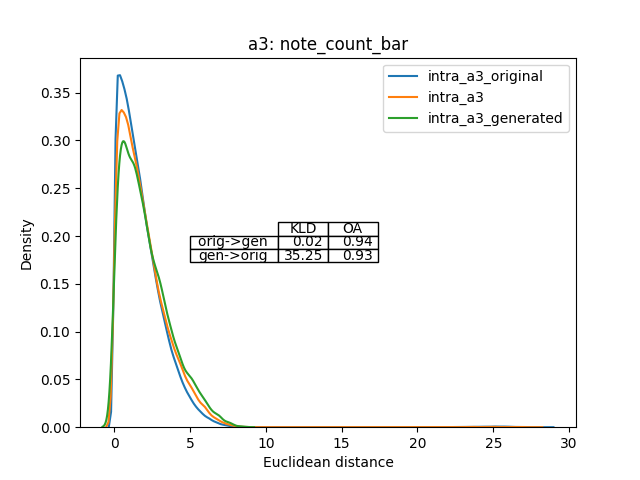 a3: note_count_bar
intra_a3_original
intra_a3
intra_a3_generated
KLD OA
orig->gen 0.02 0.94
gen->orig 35.25 0.93
Density
0.35
0.30
0.25
0.20
0.15
0.10
0.05
0.00
0 5 10 15 20 25 30
Euclidean distance